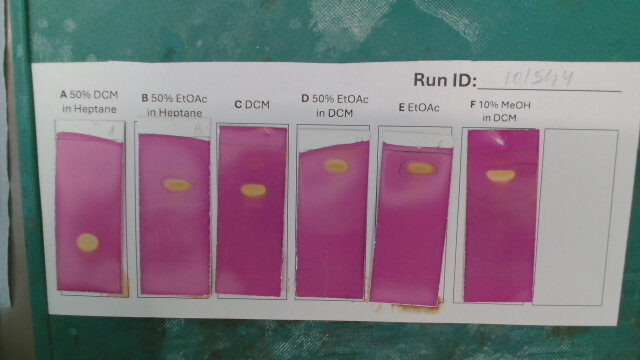 Run ID: 101544
A 50% DCM
in Heptane
B 50% EtOAc
in Heptane
C DCM
D 50% EtOAc
in DCM
E EtOAc
F 10% MeOH
in DCM
A
B